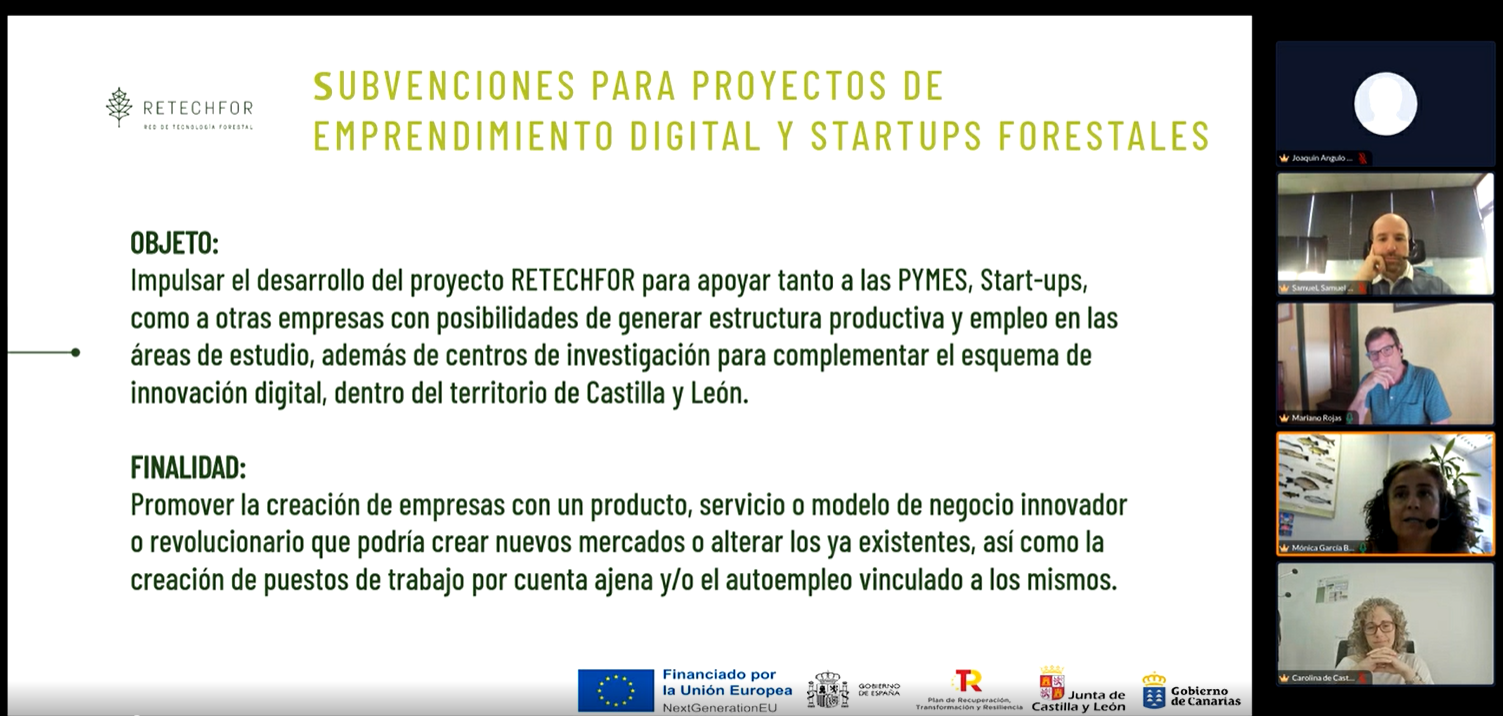 RETECHFOR
RED DE TECNOLOGÍA FORESTAL
SUBVENCIONES PARA PROYECTOS DE
EMPRENDIMIENTO DIGITAL Y STARTUPS FORESTALES
OBJETO:
Impulsar el desarrollo del proyecto RETECHFOR para apoyar tanto a las PYMES, Start-ups,
como a otras empresas con posibilidades de generar estructura productiva y empleo en las
áreas de estudio, además de centros de investigación para complementar el esquema de
innovación digital, dentro del territorio de Castilla y León.
FINALIDAD:
Promover la creación de empresas con un producto, servicio o modelo de negocio innovador
o revolucionario que podría crear nuevos mercados o alterar los ya existentes, así como la
creación de puestos de trabajo por cuenta ajena y/o el autoempleo vinculado a los mismos.
Financiado por
la Unión Europea
NextGenerationEU
GOBIERNO
DE ESPAÑA
TR
Plan de Recuperación,
Transformación y Resiliencia
Junta de
Castilla y León
Gobierno
de Canarias
Joaquín Angulo ...
Samuel, Samuel ...
Mariano Rojas
Mónica García B...
Carolina de Cast...